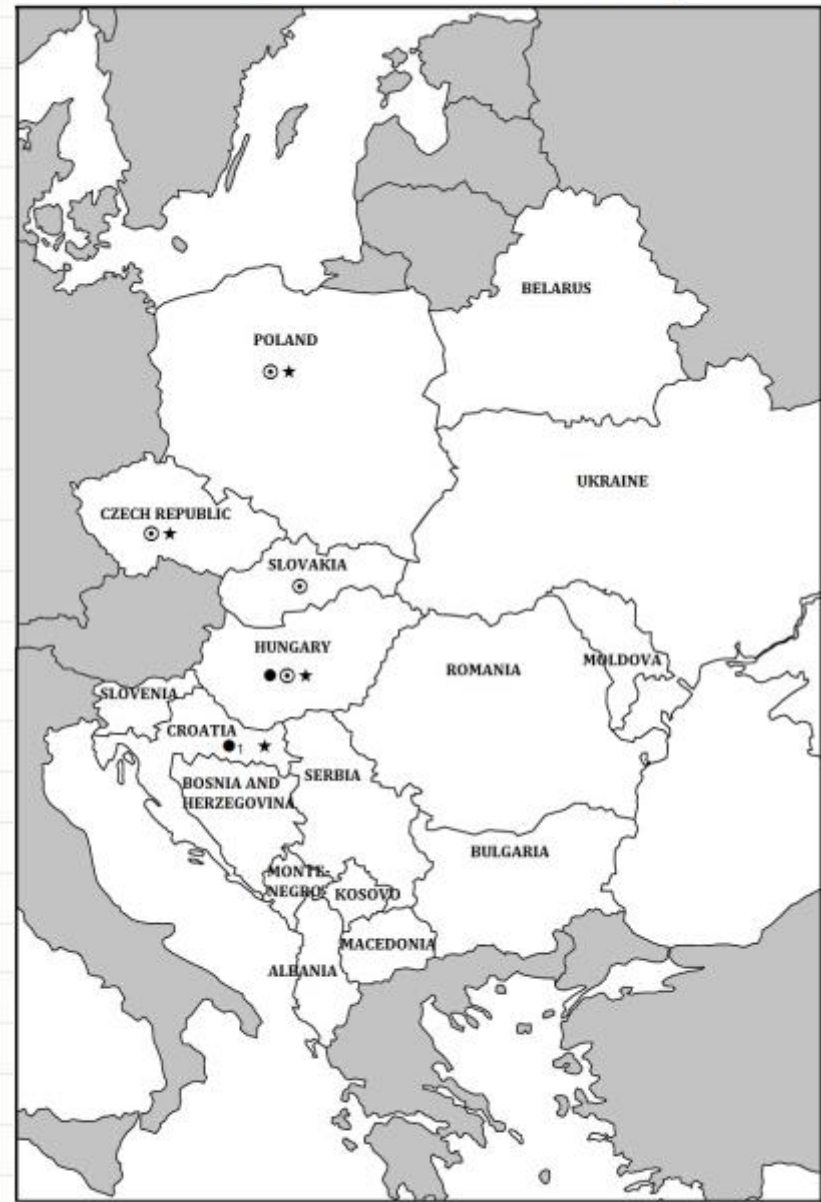 BELARUS
POLAND
UKRAINE
CZECH REPUBLIC
SLOVAKIA
HUNGARY
MOLDOVA
ROMANIA
SLOVENIA
CROATIA
†
SERBIA
BOSNIA AND
HERZEGOVINA
BULGARIA
MONTE-
NEGRO
KOSOVO
MACEDONIA
ALBANIA